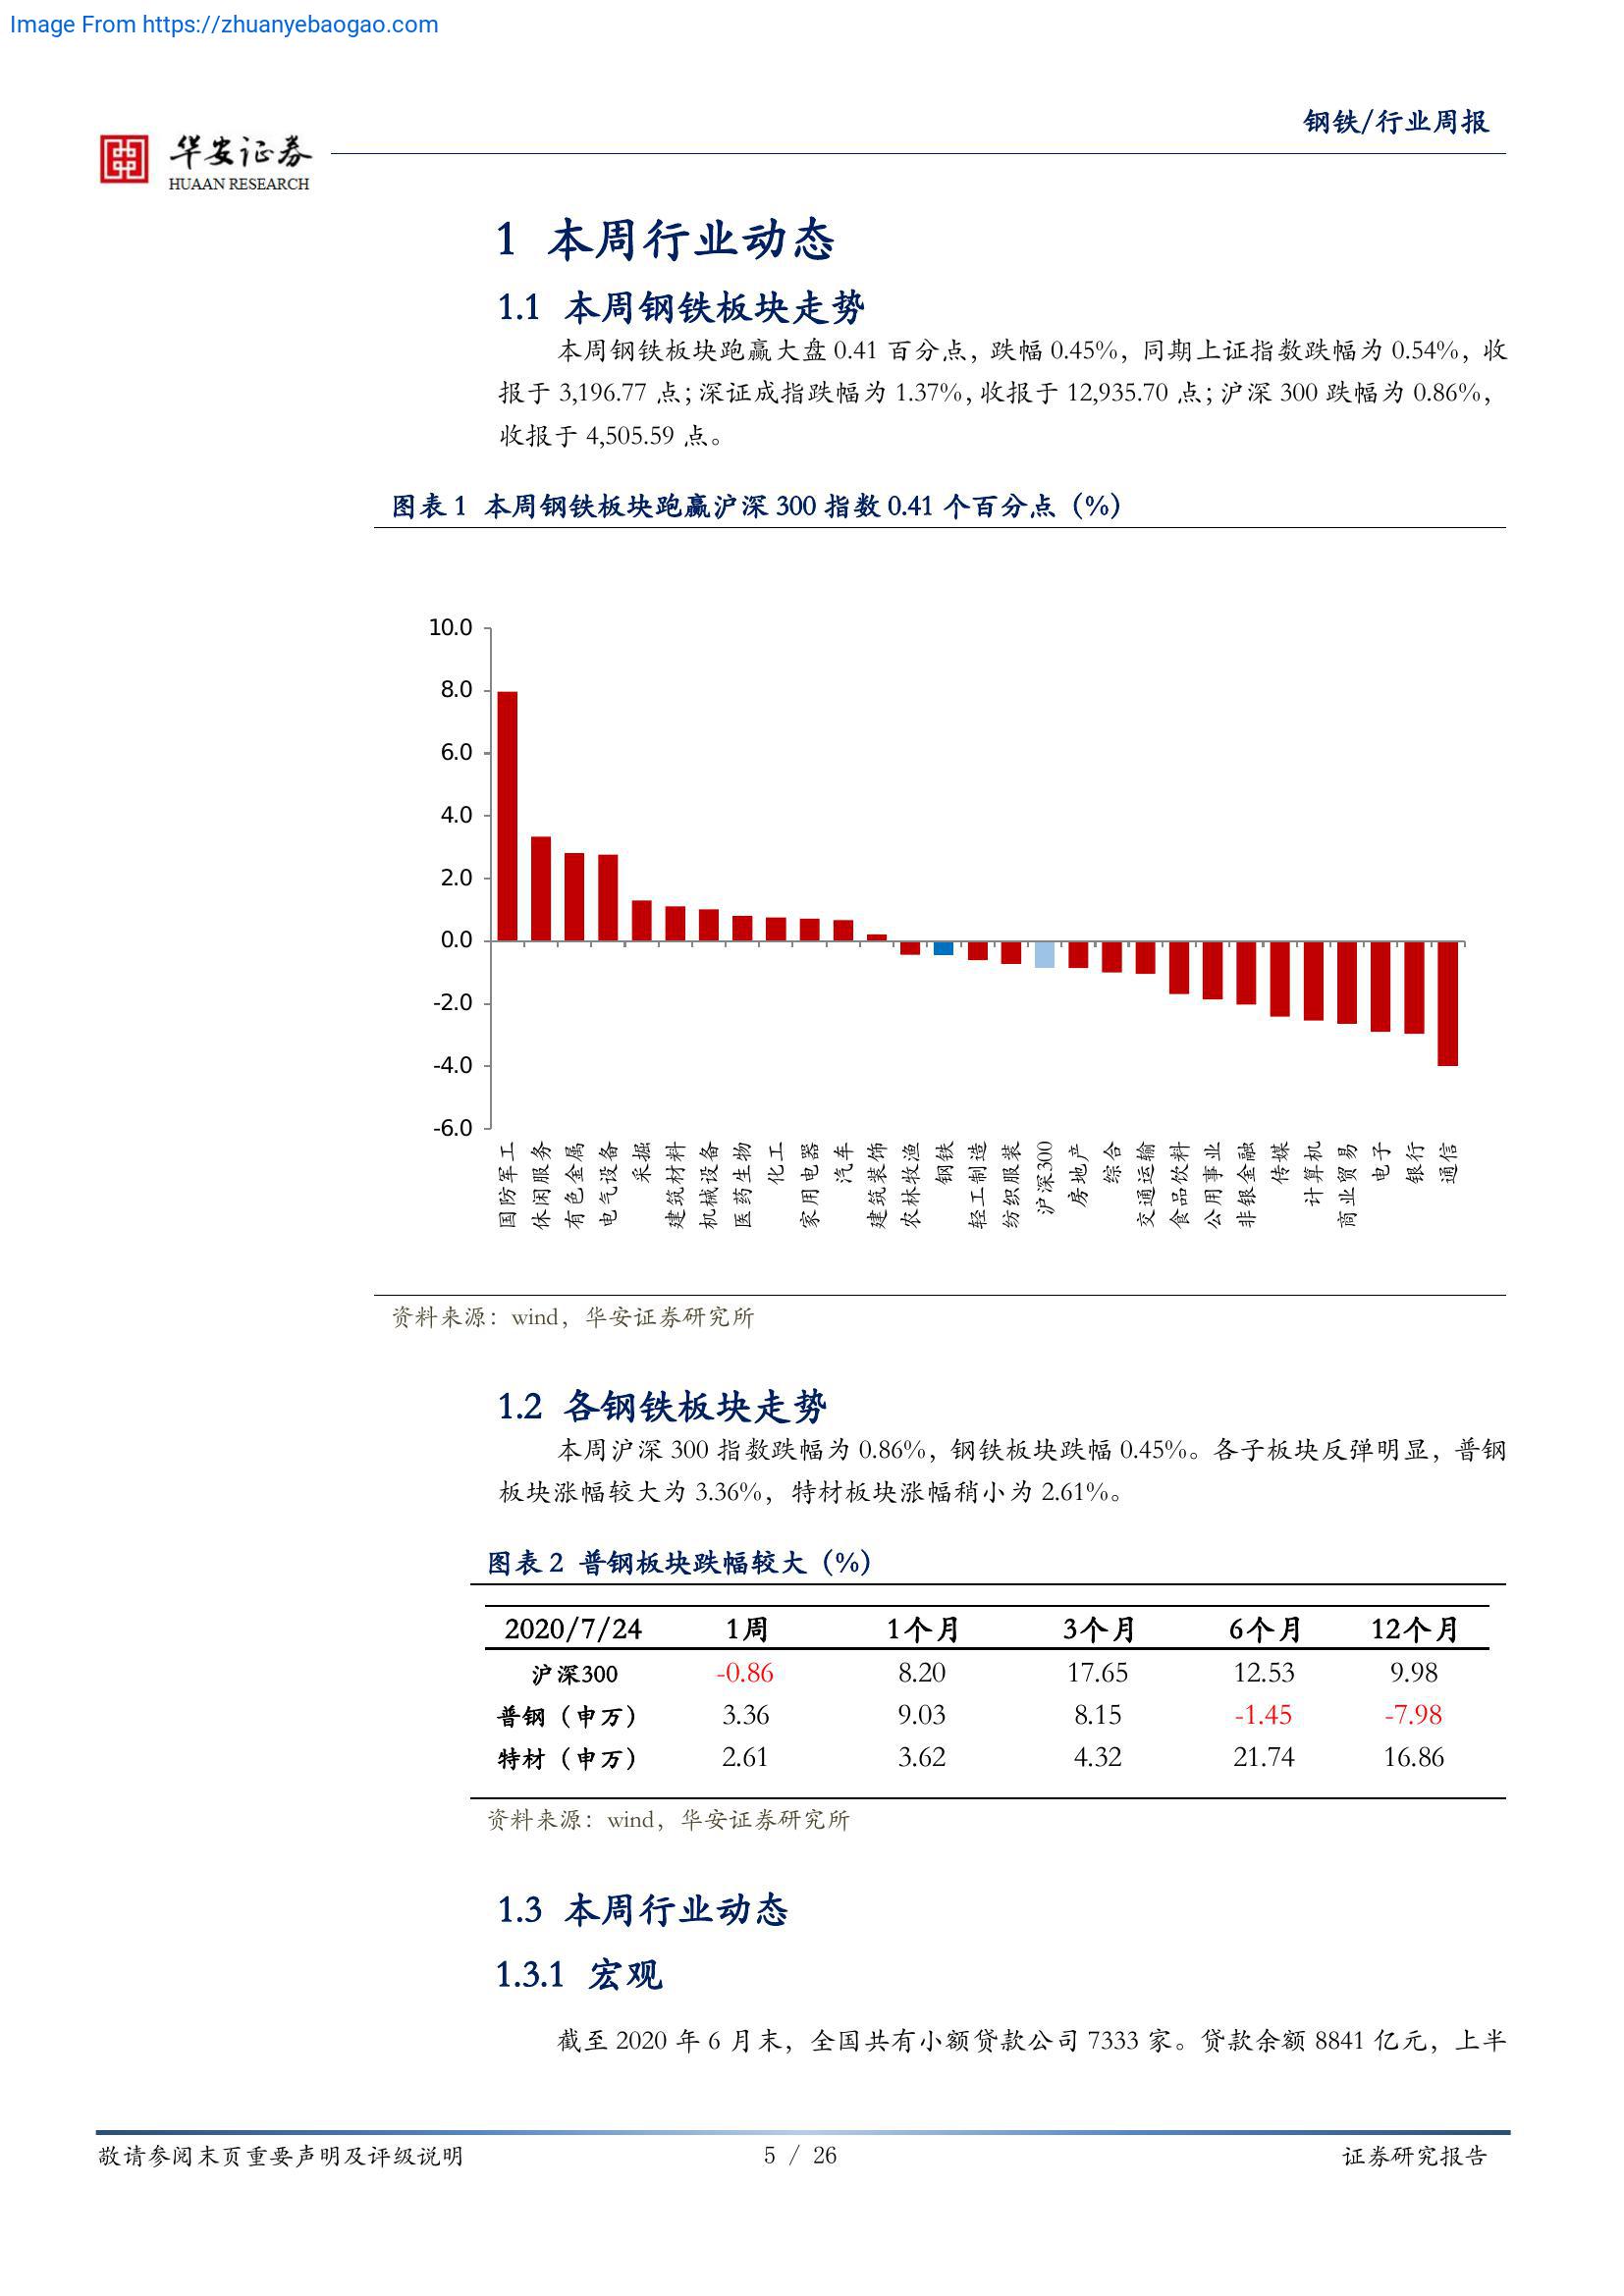 Image From https://zhuanyebaogao.com
钢铁/行业周报
华安证券
HUAAN RESEARCH
1 本周行业动态
1.1 本周钢铁板块走势
本周钢铁板块跑赢大盘 0.41 百分点，跌幅 0.45%，同期上证指数跌幅为 0.54%，收
报于 3,196.77 点；深证成指跌幅为 1.37%，收报于 12,935.70 点；沪深 300 跌幅为 0.86%，
收报于 4,505.59 点。
图表 1 本周钢铁板块跑赢沪深 300 指数 0.41 个百分点（%）
10.0
8.0
6.0
4.0
2.0
0.0
-2.0
-4.0
-6.0
国防军工
休闲服务
有色金属
电气设备
采掘
建筑材料
机械设备
医药生物
化工
家用电器
汽车
建筑装饰
农林牧渔
钢铁
轻工制造
纺织服装
沪深300
房地产
综合
交通运输
食品饮料
公用事业
非银金融
传媒
计算机
商业贸易
电子
银行
通信
资料来源：wind，华安证券研究所
1.2 各钢铁板块走势
本周沪深 300 指数跌幅为 0.86%，钢铁板块跌幅 0.45%。各子板块反弹明显，普钢
板块涨幅较大为 3.36%，特材板块涨幅稍小为 2.61%。
图表 2 普钢板块跌幅较大（%）
2020/7/24 1周 1个月 3个月 6个月 12个月
沪深300 -0.86 8.20 17.65 12.53 9.98
普钢（申万） 3.36 9.03 8.15 -1.45 -7.98
特材（申万） 2.61 3.62 4.32 21.74 16.86
资料来源：wind，华安证券研究所
1.3 本周行业动态
1.3.1 宏观
截至 2020 年 6 月末，全国共有小额贷款公司 7333 家。贷款余额 8841 亿元，上半
敬请参阅末页重要声明及评级说明 5 / 26 证券研究报告